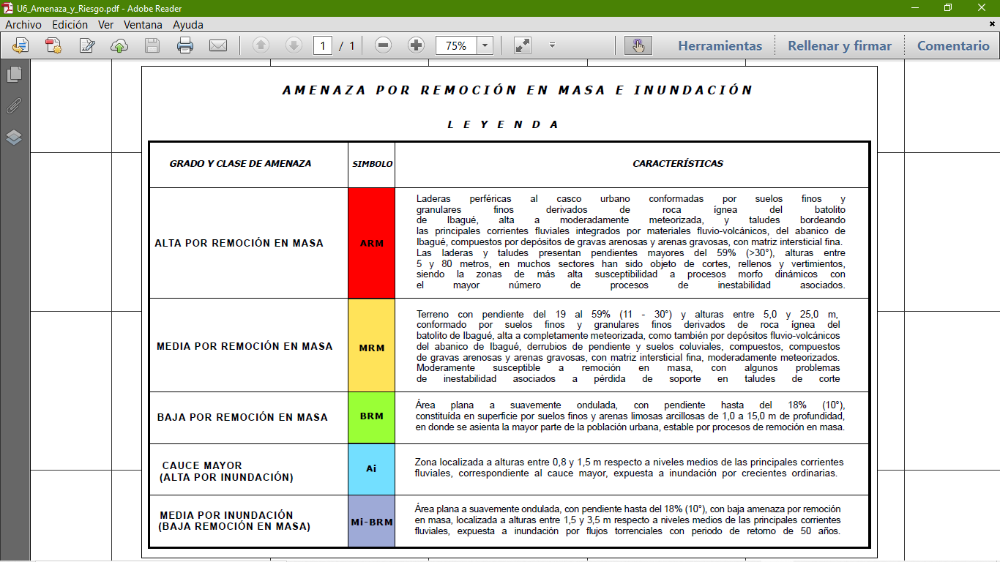 U6_Amenaza_y_Riesgo.pdf - Adobe Reader
Archivo Edición Ver Ventana Ayuda
1 / 1 75% Herramientas Rellenar y firmar Comentario
AMENAZA POR REMOCIÓN EN MASA E INUNDACIÓN
LEYENDA
GRADO Y CLASE DE AMENAZA SIMBOLO CARACTERÍSTICAS
ALTA POR REMOCIÓN EN MASA
ARM
Laderas perféricas al casco urbano conformadas por suelos finos y
granulares finos derivados de roca ígnea del batolito
de Ibagué, alta a moderadamente meteorizada, y taludes bordeando
las principales corrientes fluviales integrados por materiales fluvio-volcánicos, del abanico de
Ibagué, compuestos por depósitos de gravas arenosas y arenas gravosas, con matriz intersticial fina.
Las laderas y taludes presentan pendientes mayores del 59% (>30°), alturas entre
5 y 80 metros, en muchos sectores han sido objeto de cortes, rellenos y vertimientos,
siendo la zonas de más alta susceptibilidad a procesos morfo dinámicos con
el mayor número de procesos de inestabilidad asociados.
MEDIA POR REMOCIÓN EN MASA
MRM
Terreno con pendiente del 19 al 59% (11 - 30°) y alturas entre 5,0 y 25,0 m,
conformado por suelos finos y granulares finos derivados de roca ígnea del
batolito de Ibagué, alta a completamente meteorizada, como también por depósitos fluvio-volcánicos
del abanico de Ibagué, derrubios de pendiente y suelos coluviales, compuestos, compuestos
de gravas arenosas y arenas gravosas, con matriz intersticial fina, moderadamente meteorizados.
Moderamente susceptible a remoción en masa, con algunos problemas
de inestabilidad asociados a pérdida de soporte en taludes de corte
BAJA POR REMOCIÓN EN MASA
BRM
Área plana a suavemente ondulada, con pendiente hasta del 18% (10°),
constituída en superficie por suelos finos y arenas limosas arcillosas de 1,0 a 15,0 m de profundidad,
en donde se asienta la mayor parte de la población urbana, estable por procesos de remoción en masa.
CAUCE MAYOR
(ALTA POR INUNDACIÓN)
Ai
Zona localizada a alturas entre 0,8 y 1,5 m respecto a niveles medios de las principales corrientes
fluviales, correspondiente al cauce mayor, expuesta a inundación por crecientes ordinarias.
MEDIA POR INUNDACIÓN
(BAJA REMOCIÓN EN MASA)
Mi-BRM
Área plana a suavemente ondulada, con pendiente hasta del 18% (10°), con baja amenaza por remoción
en masa, localizada a alturas entre 1,5 y 3,5 m respecto a niveles medios de las principales corrientes
fluviales, expuesta a inundación por flujos torrenciales con periodo de retorno de 50 años.